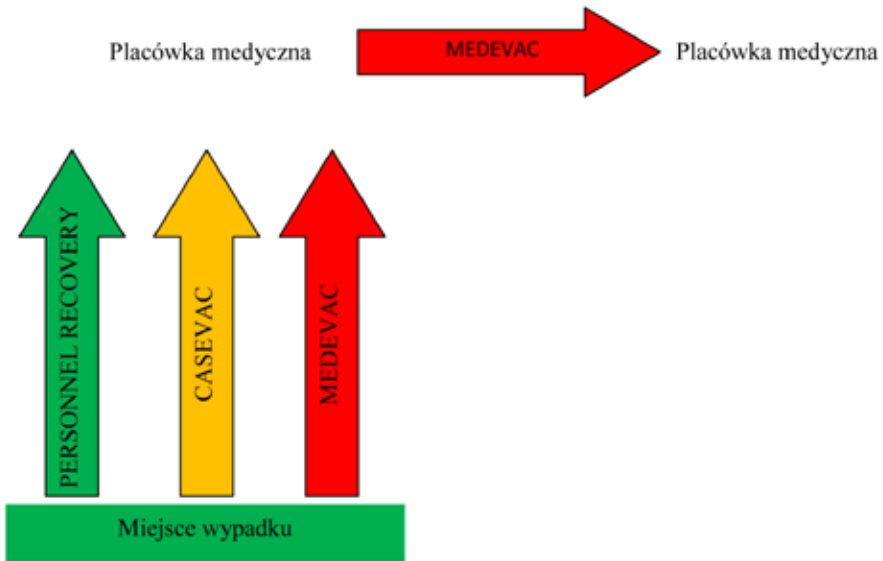 Placówka medyczna
MEDEVAC
Placówka medyczna
PERSONNEL RECOVERY
CASEVAC
MEDEVAC
Miejsce wypadku